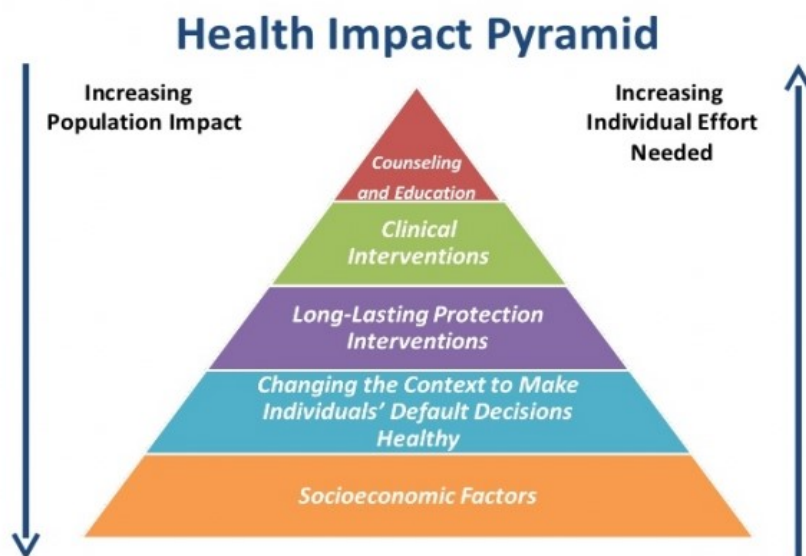 Health Impact Pyramid
Increasing
Population Impact
Increasing
Individual Effort
Needed
Counseling
and Education
Clinical
Interventions
Long-Lasting Protection
Interventions
Changing the Context to Make
Individuals’ Default Decisions
Healthy
Socioeconomic Factors